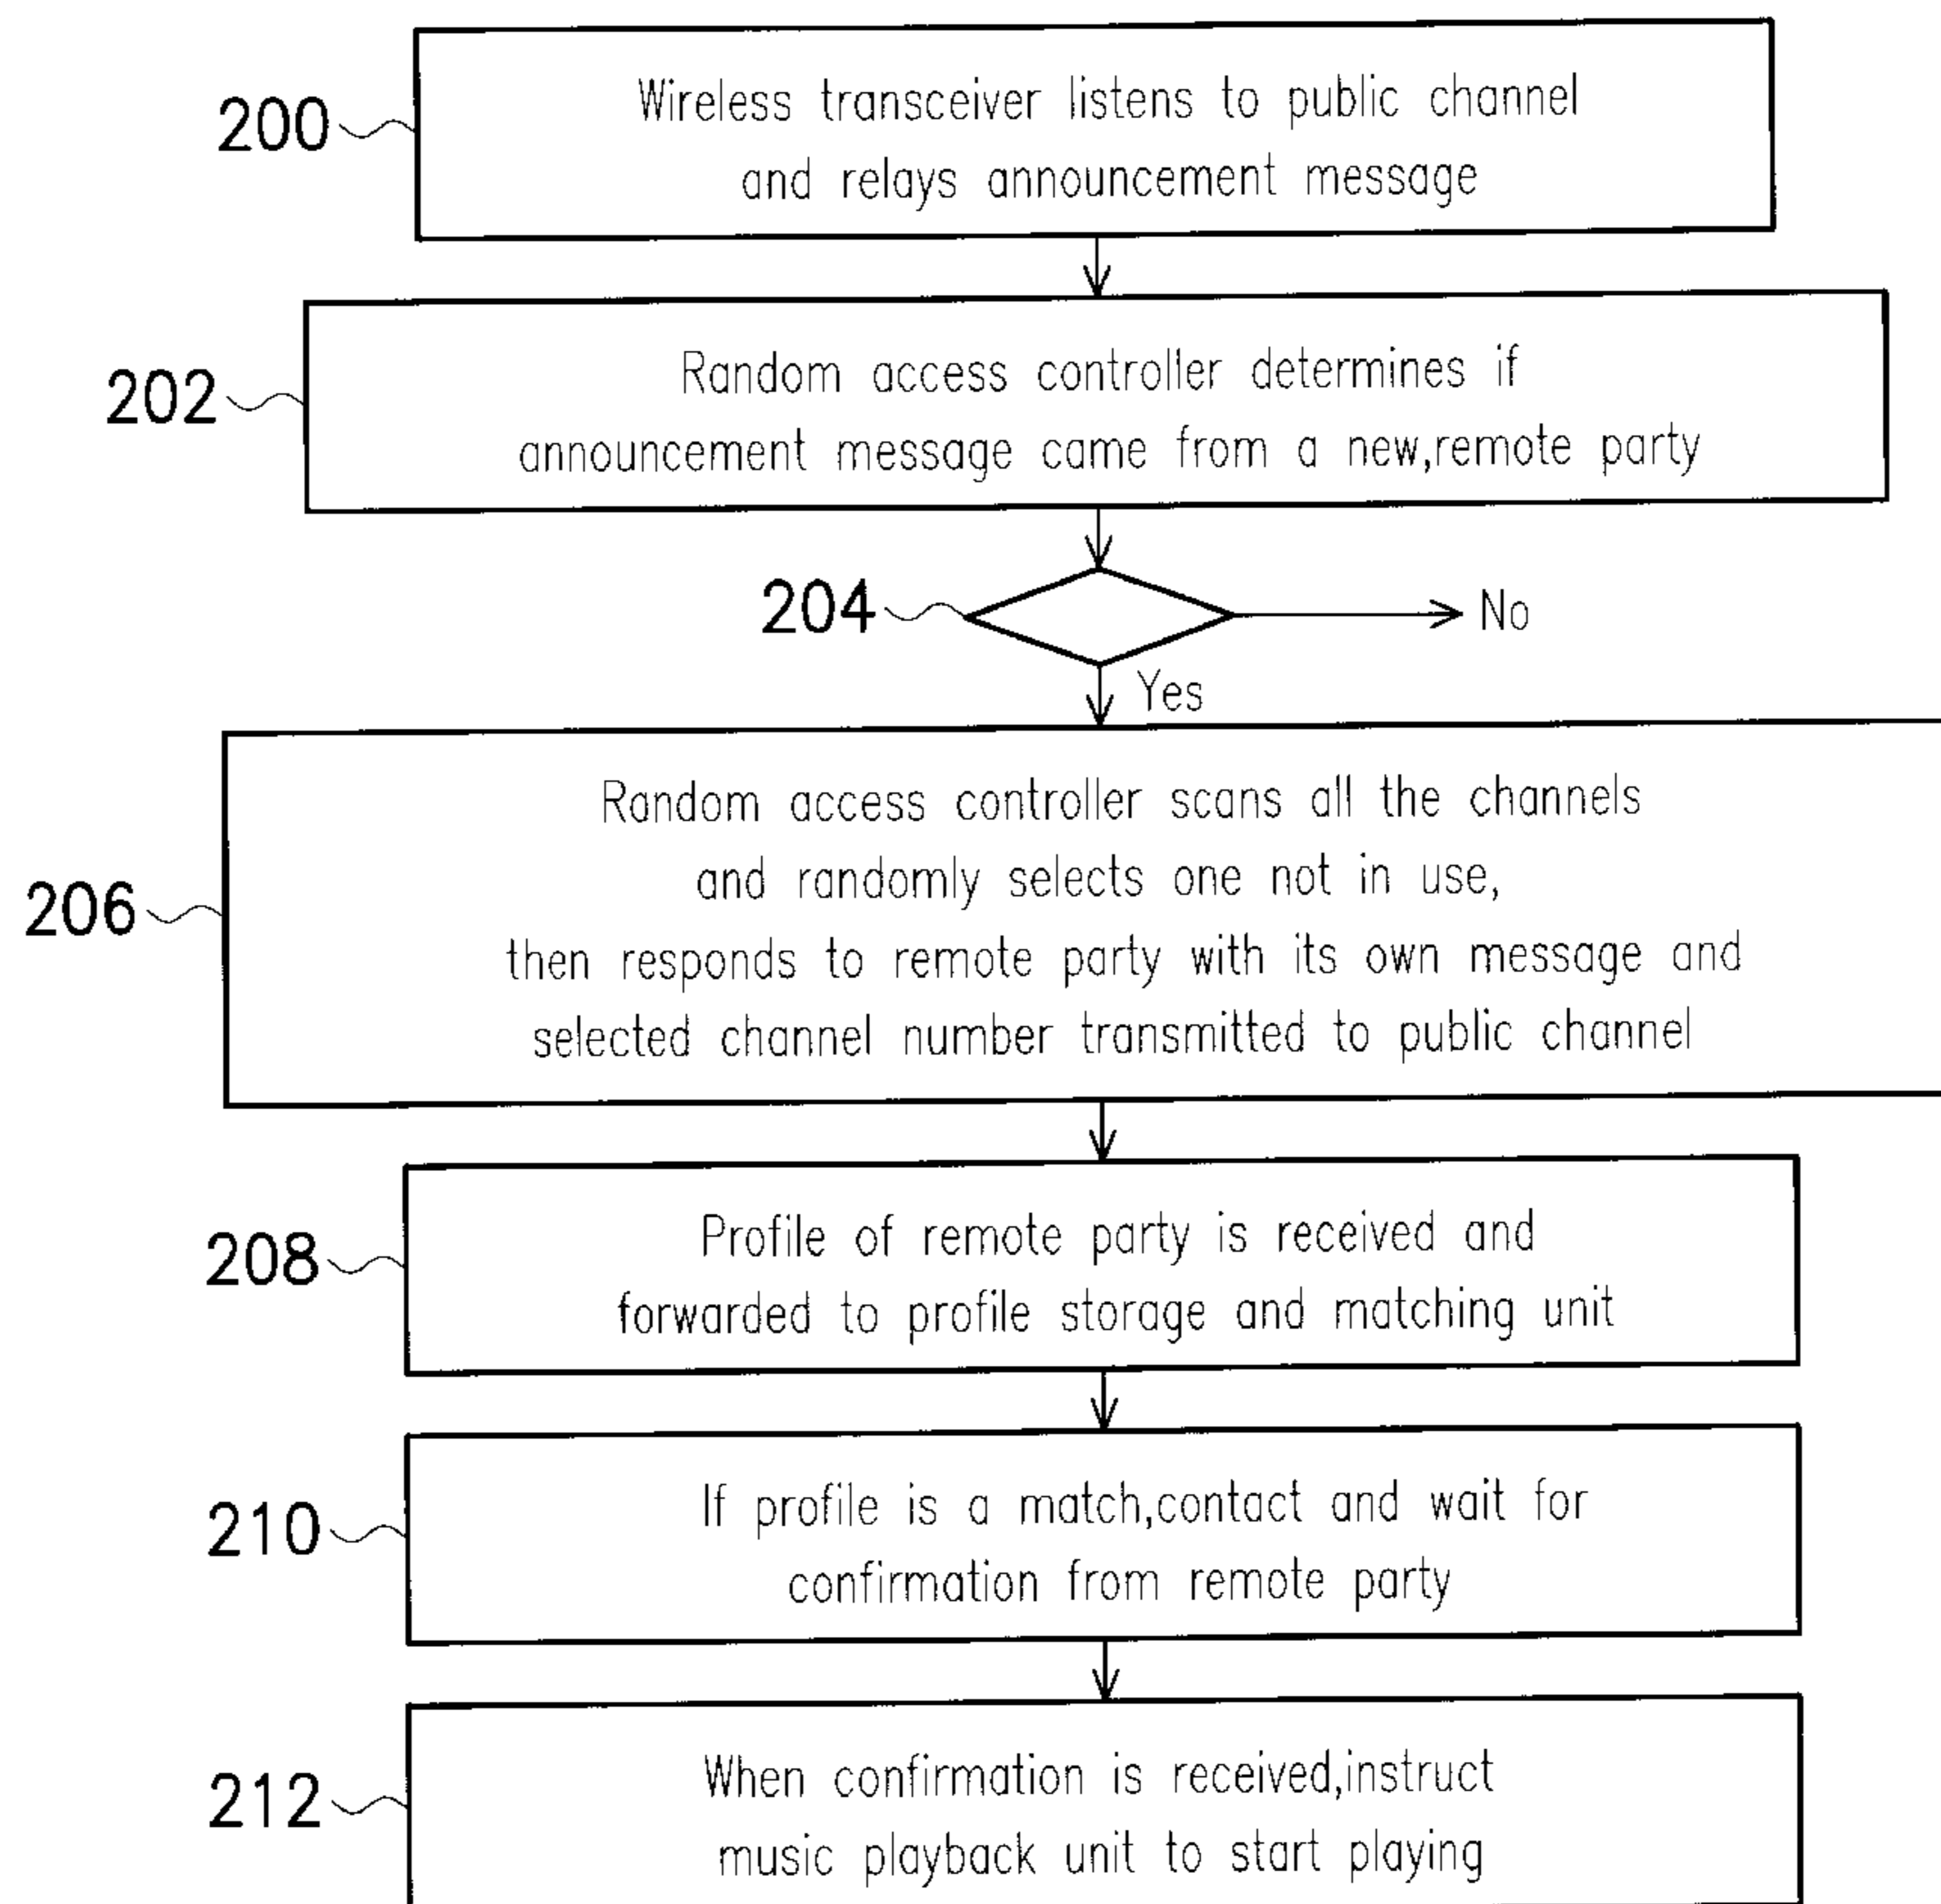 200
Wireless transceiver listens to public channel
and relays announcement message
202
Random access controller determines if
announcement message came from a new,remote party
204
No
Yes
206
Random access controller scans all the channels
and randomly selects one not in use,
then responds to remote party with its own message and
selected channel number transmitted to public channel
208
Profile of remote party is received and
forwarded to profile storage and matching unit
210
If profile is a match,contact and wait for
confirmation from remote party
212
When confirmation is received,instruct
music playback unit to start playing